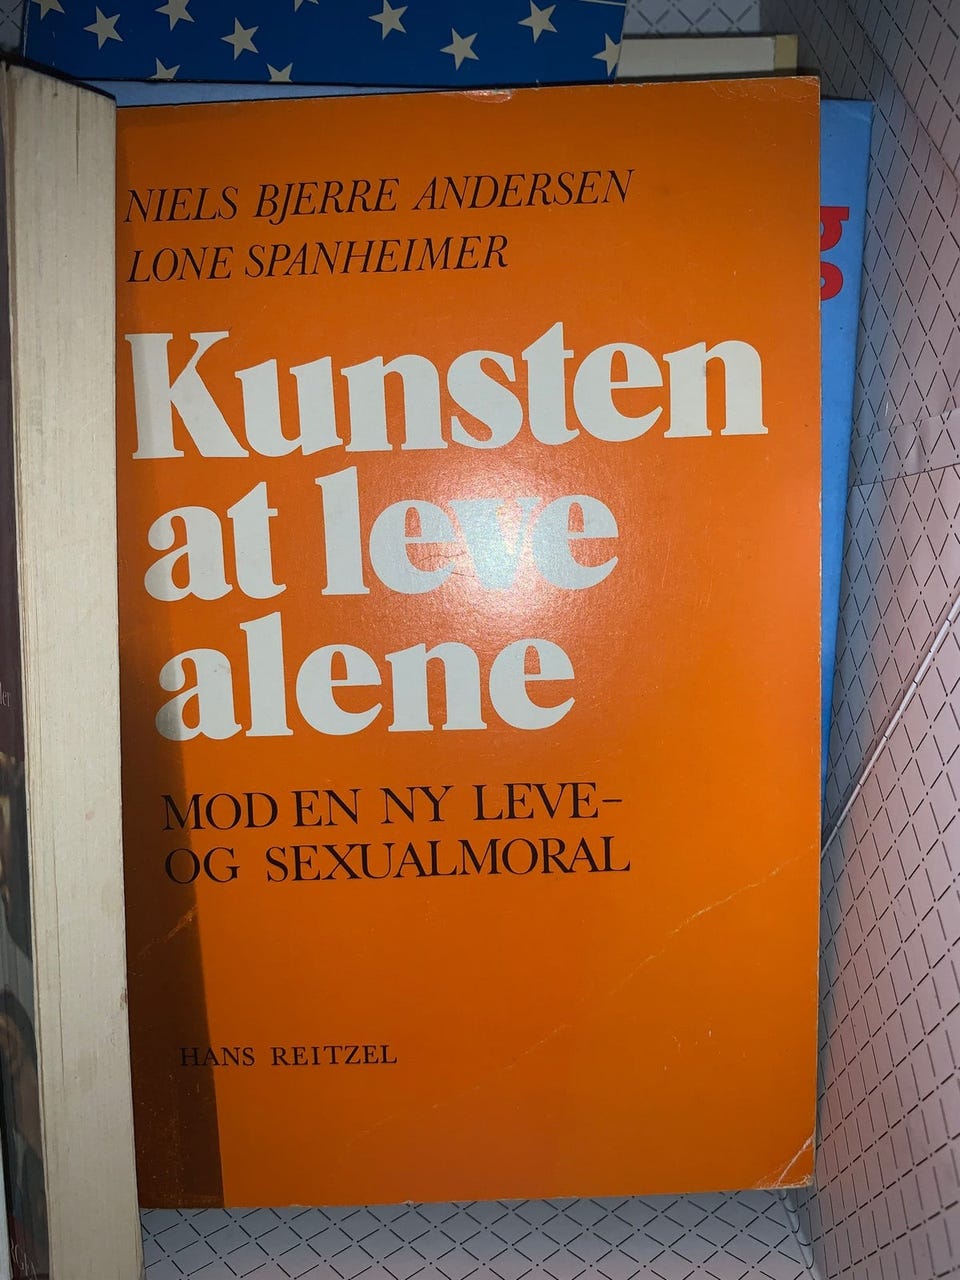 NIELS BJERRE ANDERSEN
LONE SPANHEIMER
Kunsten
at leve
alene
MOD EN NY LEVE-
OG SEXUALMORAL
HANS REITZEL